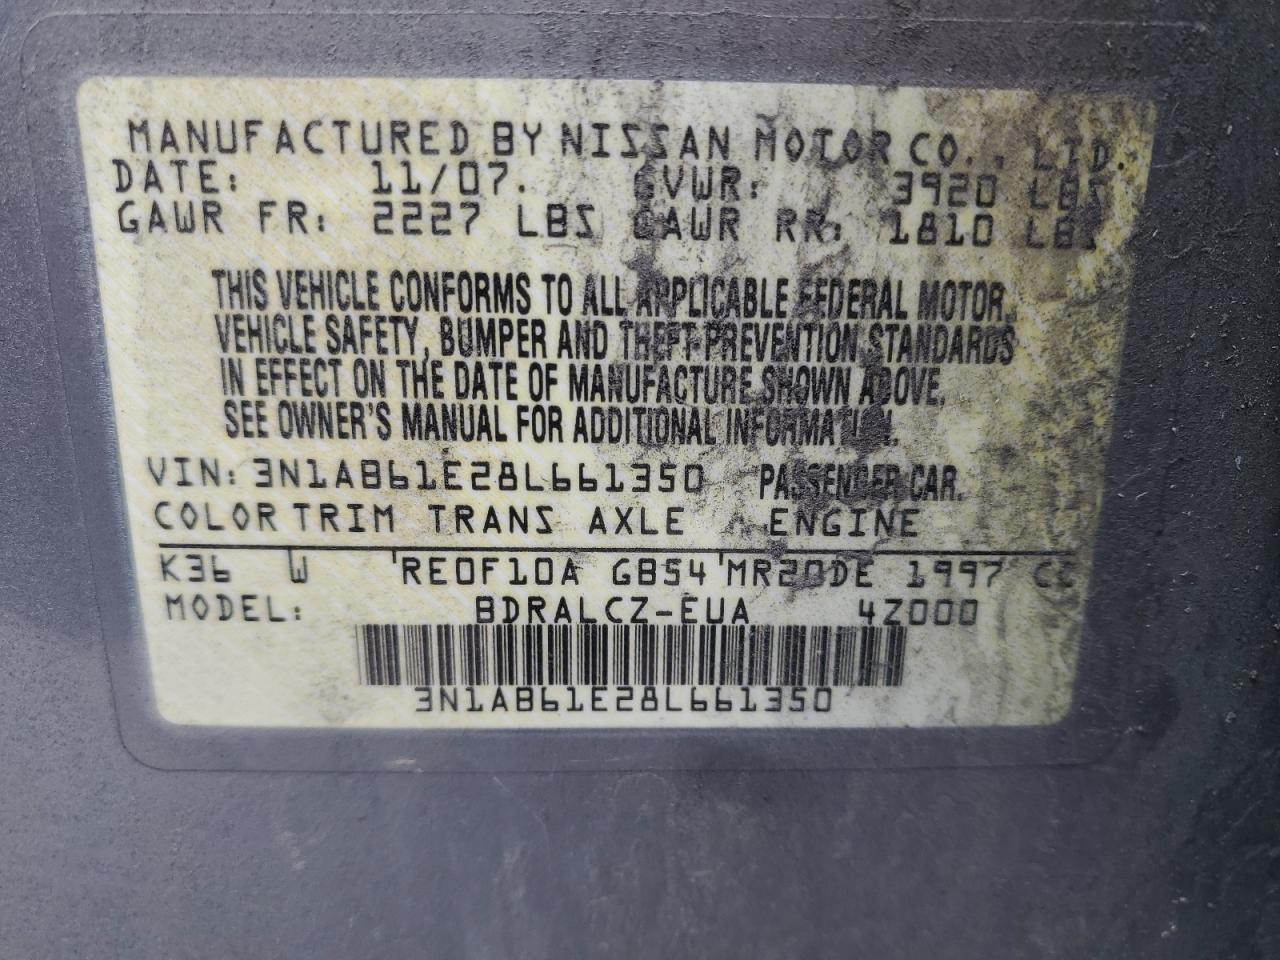 MANUFACTURED BY NISSAN MOTOR CO., LTD.
DATE: 11/07. GVWR: 3920 LBS
GAWR FR: 2227 LBS GAWR RR: 1810 LBS
THIS VEHICLE CONFORMS TO ALL APPLICABLE FEDERAL MOTOR
VEHICLE SAFETY, BUMPER AND THEFT PREVENTION STANDARDS
IN EFFECT ON THE DATE OF MANUFACTURE SHOWN ABOVE.
SEE OWNER'S MANUAL FOR ADDITIONAL INFORMATION.
VIN: 3N1AB61E28L661350 PASSENGER CAR.
COLOR TRIM TRANS AXLE ENGINE
K36 W RE0F10A GB54 MR20DE 1997 CC
MODEL: BDRALCZ-EUA 4Z000
3N1AB61E28L661350